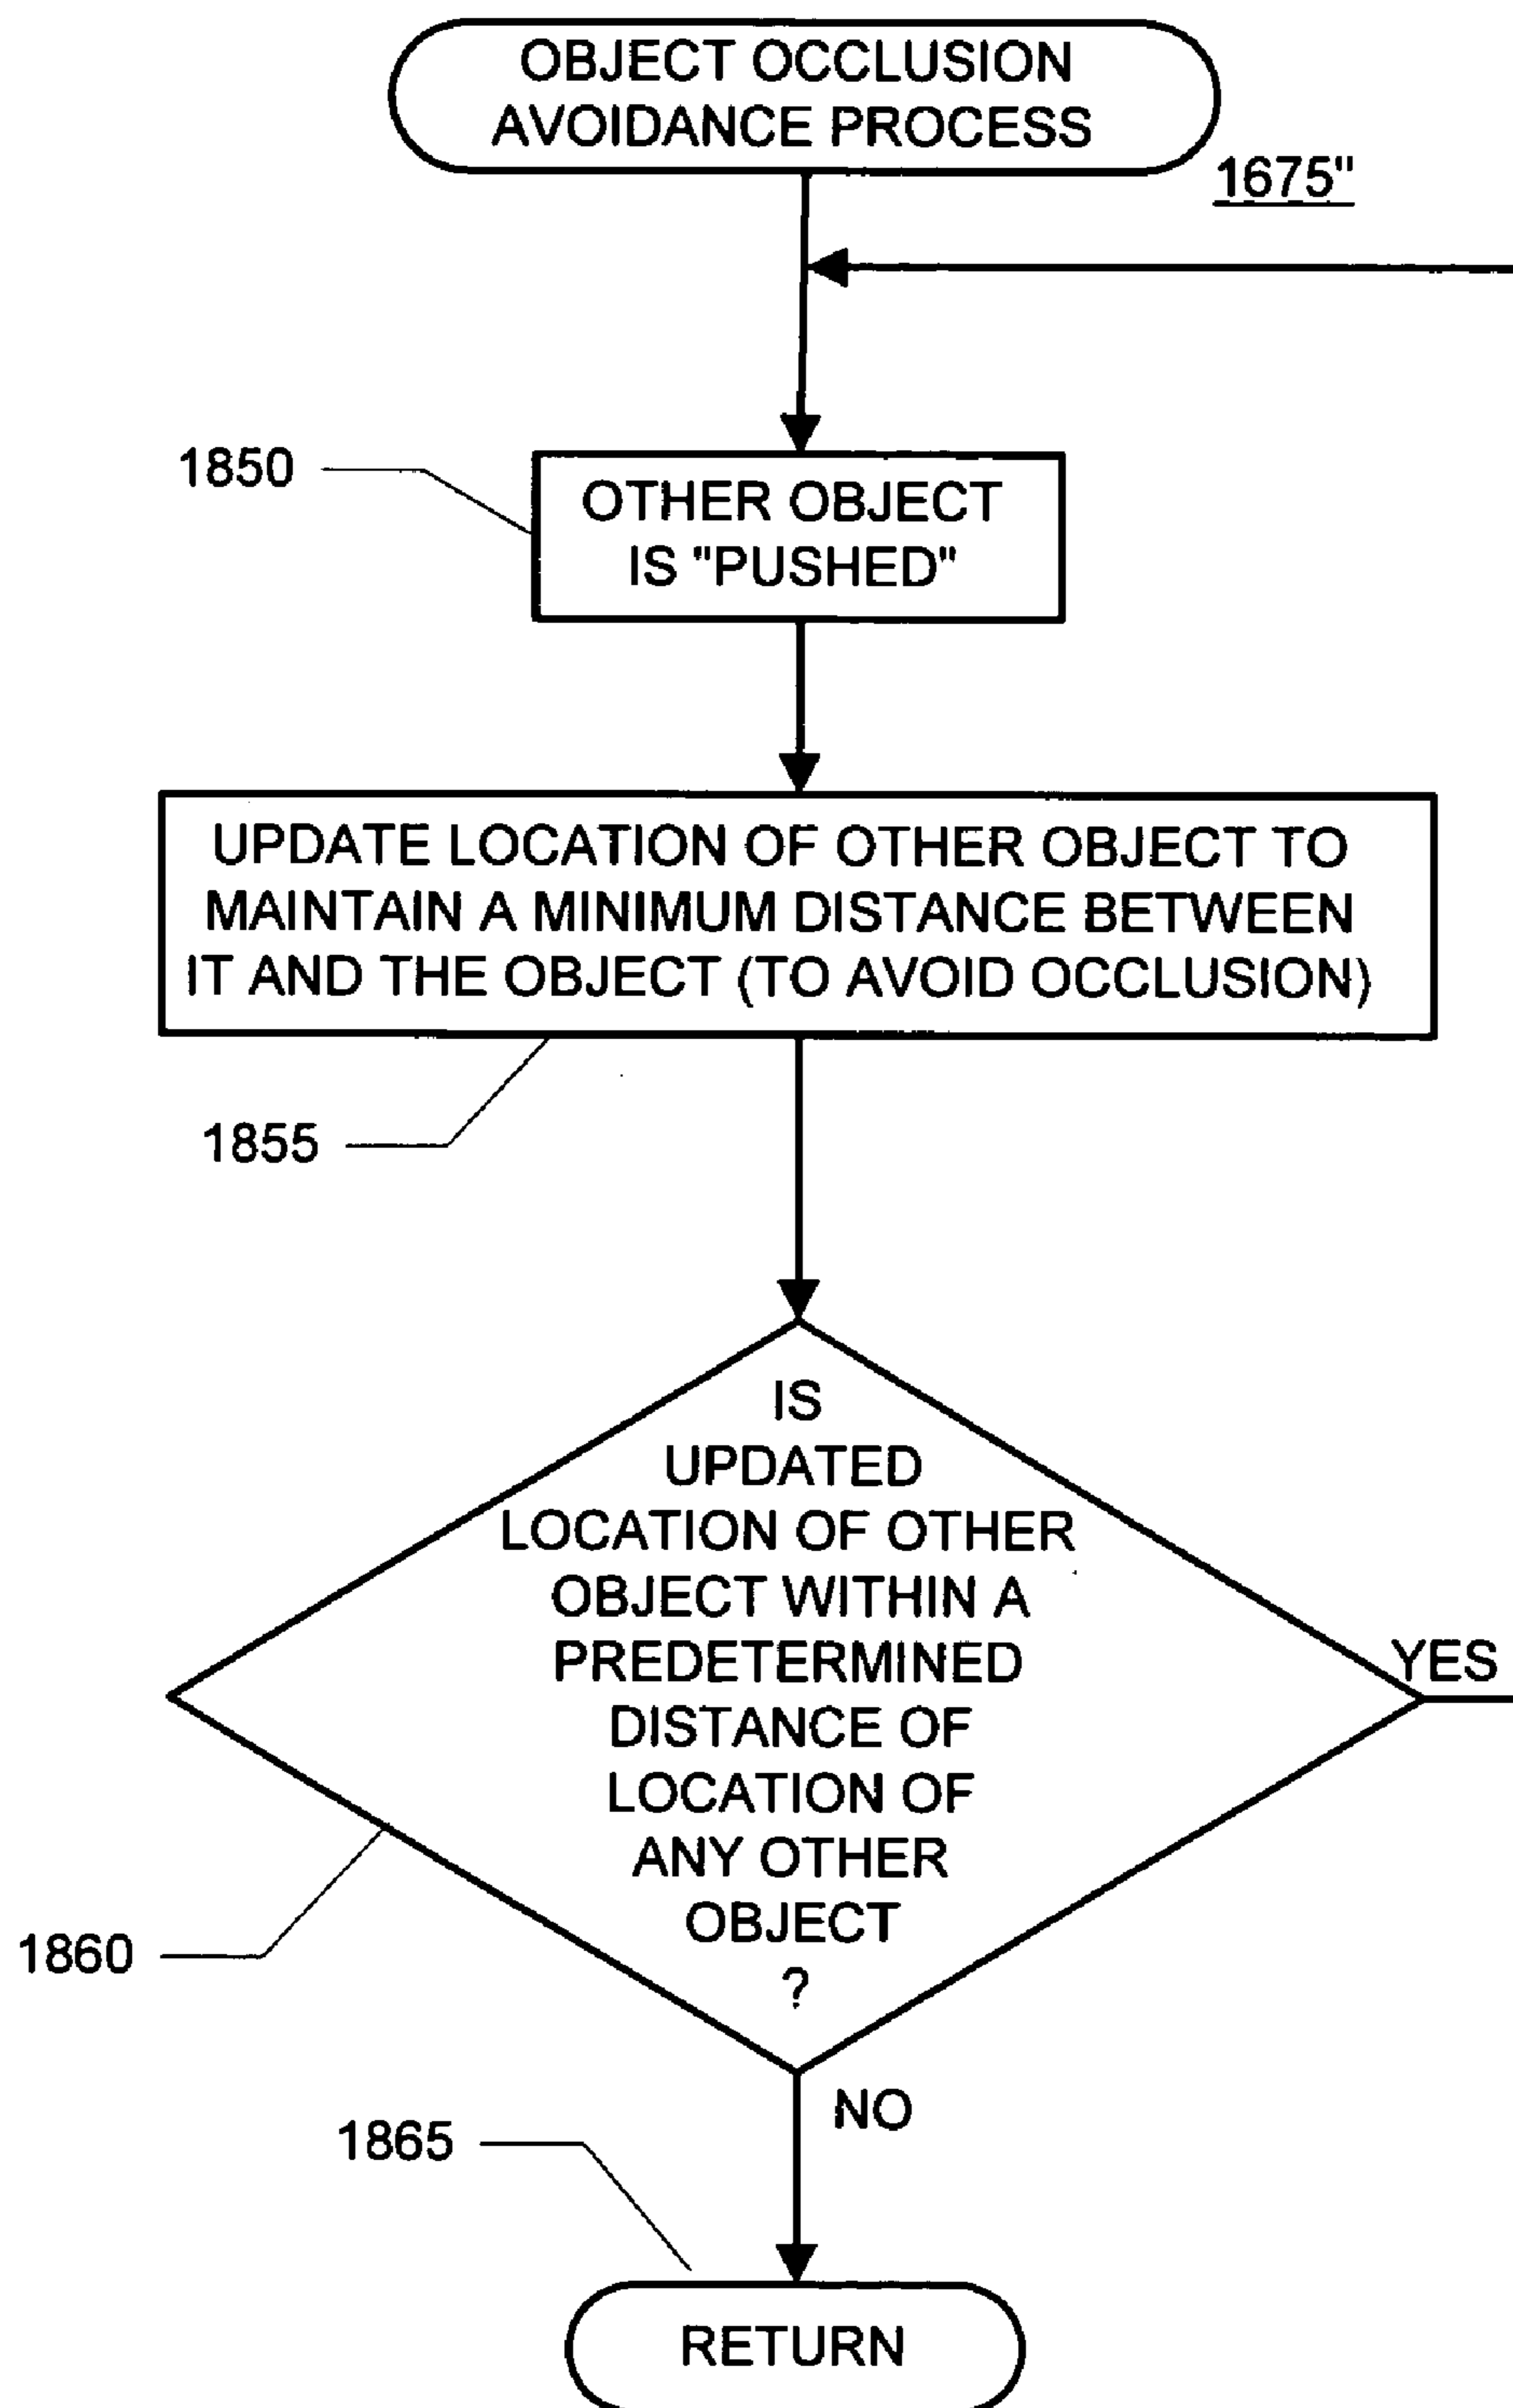 OBJECT OCCLUSION
AVOIDANCE PROCESS
1675"
1850
OTHER OBJECT
IS "PUSHED"
UPDATE LOCATION OF OTHER OBJECT TO
MAINTAIN A MINIMUM DISTANCE BETWEEN
IT AND THE OBJECT (TO AVOID OCCLUSION)
1855
IS
UPDATED
LOCATION OF OTHER
OBJECT WITHIN A
PREDETERMINED
DISTANCE OF
LOCATION OF
ANY OTHER
OBJECT
?
YES
1860
NO
1865
RETURN